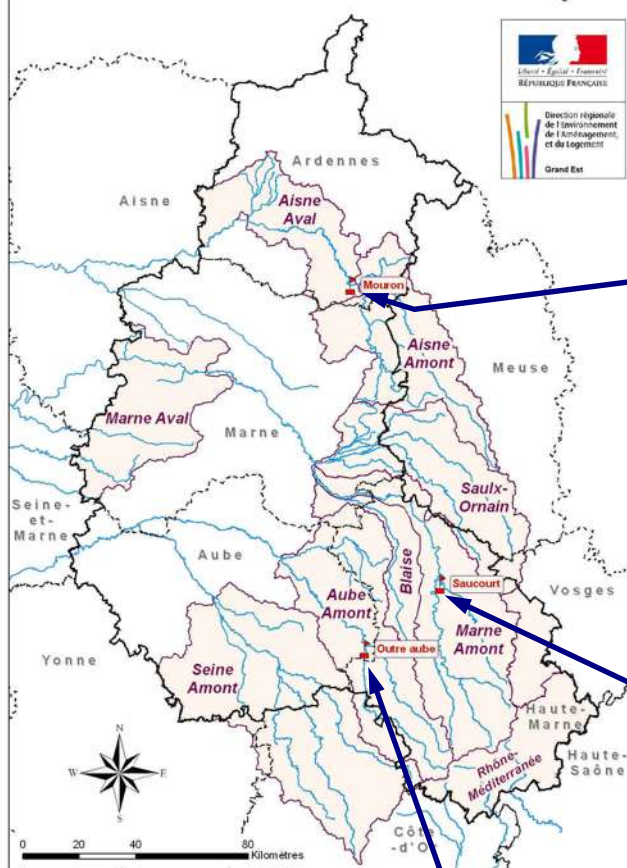 Liberté • Égalité • Fraternité
RÉPUBLIQUE FRANÇAISE
Direction régionale
de l'Environnement
de l'Aménagement,
et du Logement
Grand Est
Ardennes
Aisne
Aisne
Aval
Mouron
Aisne
Amont
Meuse
Marne Aval
Marne
Saulx-
Ornain
Seine-
et-
Marne
Aube
Blaise
Saucourt
Vosges
Aube
Amont
Marne
Amont
Outre aube
Yonne
Seine
Amont
Haute-
Marne
Haute-
Saône
Rhône-
Méditerranée
N
W
E
S
Côte
-d'Or
0 20 40 80
Kilomètres